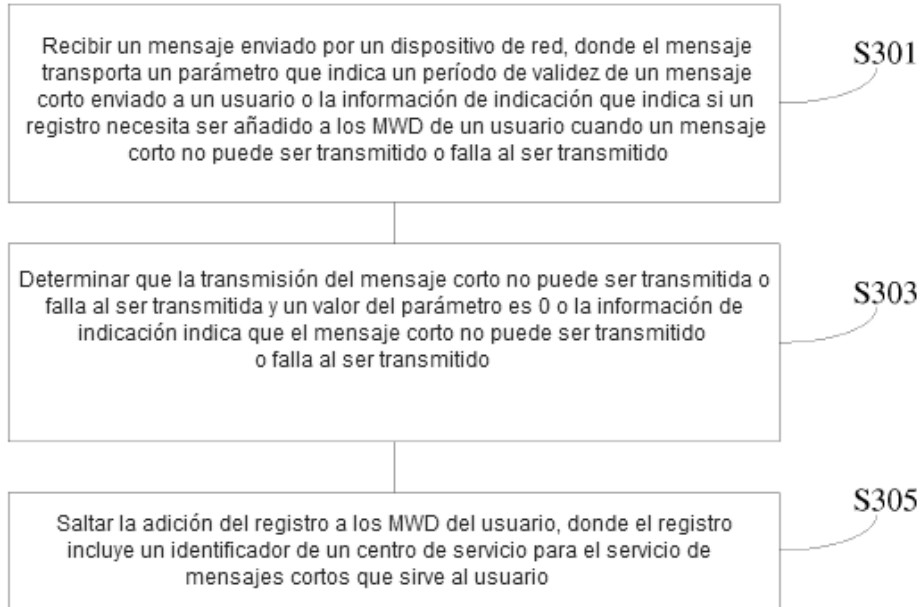 Recibir un mensaje enviado por un dispositivo de red, donde el mensaje
transporta un parámetro que indica un período de validez de un mensaje
corto enviado a un usuario o la información de indicación que indica si un
registro necesita ser añadido a los MWD de un usuario cuando un mensaje
corto no puede ser transmitido o falla al ser transmitido
S301
Determinar que la transmisión del mensaje corto no puede ser transmitida o
falla al ser transmitida y un valor del parámetro es 0 o la información de
indicación indica que el mensaje corto no puede ser transmitido
o falla al ser transmitido
S303
Saltar la adición del registro a los MWD del usuario, donde el registro
incluye un identificador de un centro de servicio para el servicio de
mensajes cortos que sirve al usuario
S305